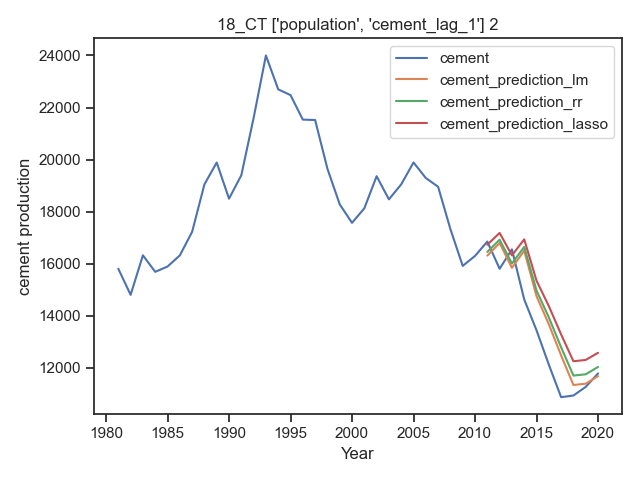 18_CT ['population', 'cement_lag_1'] 2
cement
cement_prediction_lm
cement_prediction_rr
cement_prediction_lasso
cement production
24000
22000
20000
18000
16000
14000
12000
1980 1985 1990 1995 2000 2005 2010 2015 2020
Year